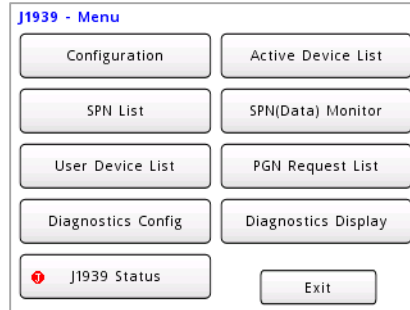 J1939 - Menu
Configuration
Active Device List
SPN List
SPN(Data) Monitor
User Device List
PGN Request List
Diagnostics Config
Diagnostics Display
J J1939 Status
Exit